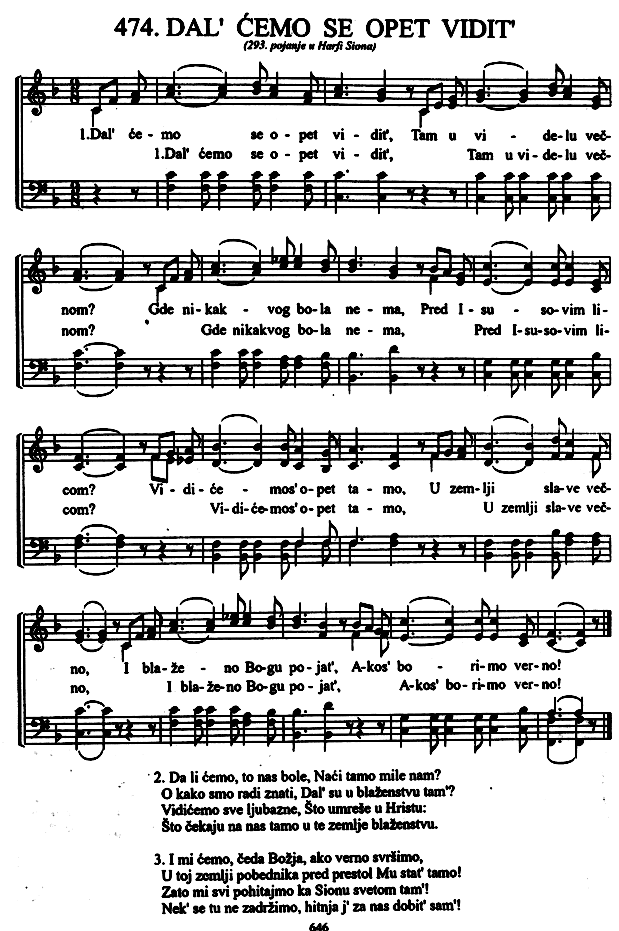 474. DAL' ĆEMO SE OPET VIDIT'
(293. pojanje u Harfi Siona)
1.Dal' će - mo se o - pet vi - dit', Tam u vi - de-lu več-
1.Dal' ćemo se o - pet vi - dit', Tam u vi-de-lu več-
nom? Gde ni-kak - vog bo-la ne - ma, Pred I - su - so-vim li-
nom? Gde nikakvog bo-la ne - ma, Pred I-su-so-vim li-
com? Vi - di - će - mos' o - pet ta - mo, U zem - lji sla - ve več-
com? Vi-di-će-mos' o-pet ta - mo, U zemlji sla-ve več-
no, I bla - že - no Bo-gu po - jat', A-kos' bo - ri-mo ver-no!
no, I bla-že-no Bo-gu po - jat', A-kos' bo-ri-mo ver-no!
2. Da li ćemo, to nas bole, Naći tamo mile nam?
O kako smo radi znati, Dal' su u blaženstvu tam'?
Vidićemo sve ljubazne, Što umreše u Hristu:
Što čekaju na nas tamo u te zemlje blaženstvu.
3. I mi ćemo, čeda Božja, ako verno svršimo,
U toj zemlji pobednika pred prestol Mu stat' tamo!
Zato mi svi pohitajmo ka Sionu svetom tam'!
Nek' se tu ne zadržimo, hitnja j' za nas dobit' sam'!
646